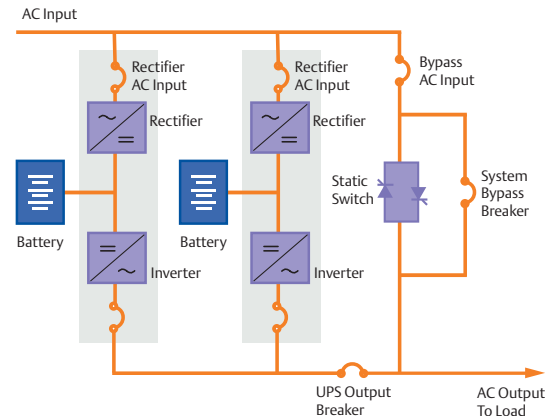 AC Input
Rectifier
AC Input
Rectifier
AC Input
Bypass
AC Input
Rectifier
Rectifier
Static
Switch
System
Bypass
Breaker
Battery
Inverter
Battery
Inverter
UPS Output
Breaker
AC Output
To Load